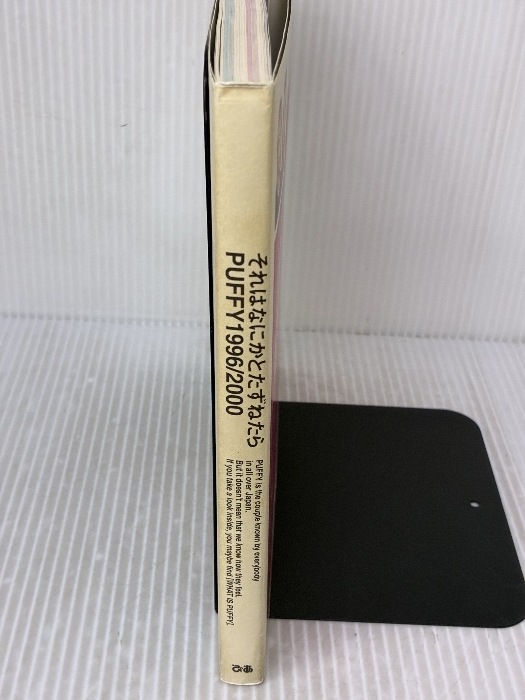 それはなにかとたずねたら
PUFFY1996/2000
PUFFY is the couple known by everybody
in all over Japan.
But it doesn't mean that we know how they feel.
If you take a look inside, you maybe find [WHAT IS PUFFY].